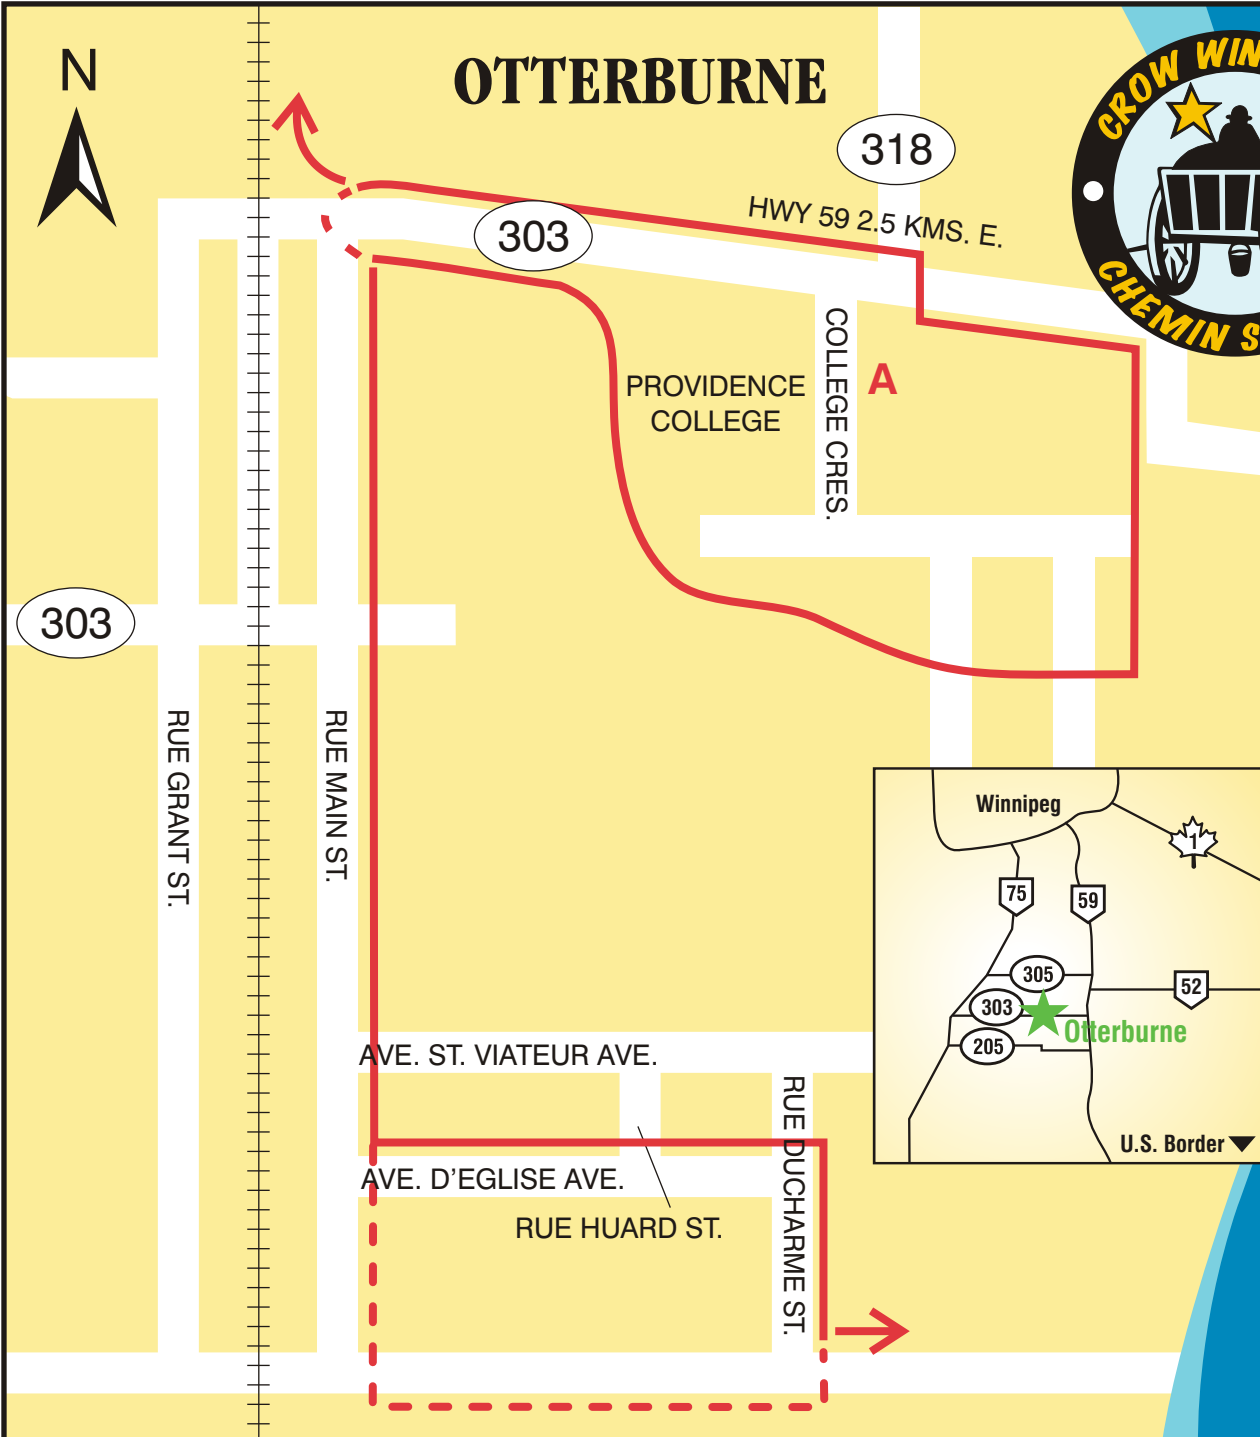 N
OTTERBURNE
318
CROW WIN
CHEMIN S
HWY 59 2.5 KMS. E.
303
PROVIDENCE
COLLEGE
COLLEGE CRES.
A
303
RUE GRANT ST.
RUE MAIN ST.
Winnipeg
1
75
59
305
52
303
Otterburne
205
U.S. Border
AVE. ST. VIATEUR AVE.
RUE DUCHARME ST.
AVE. D'EGLISE AVE.
RUE HUARD ST.